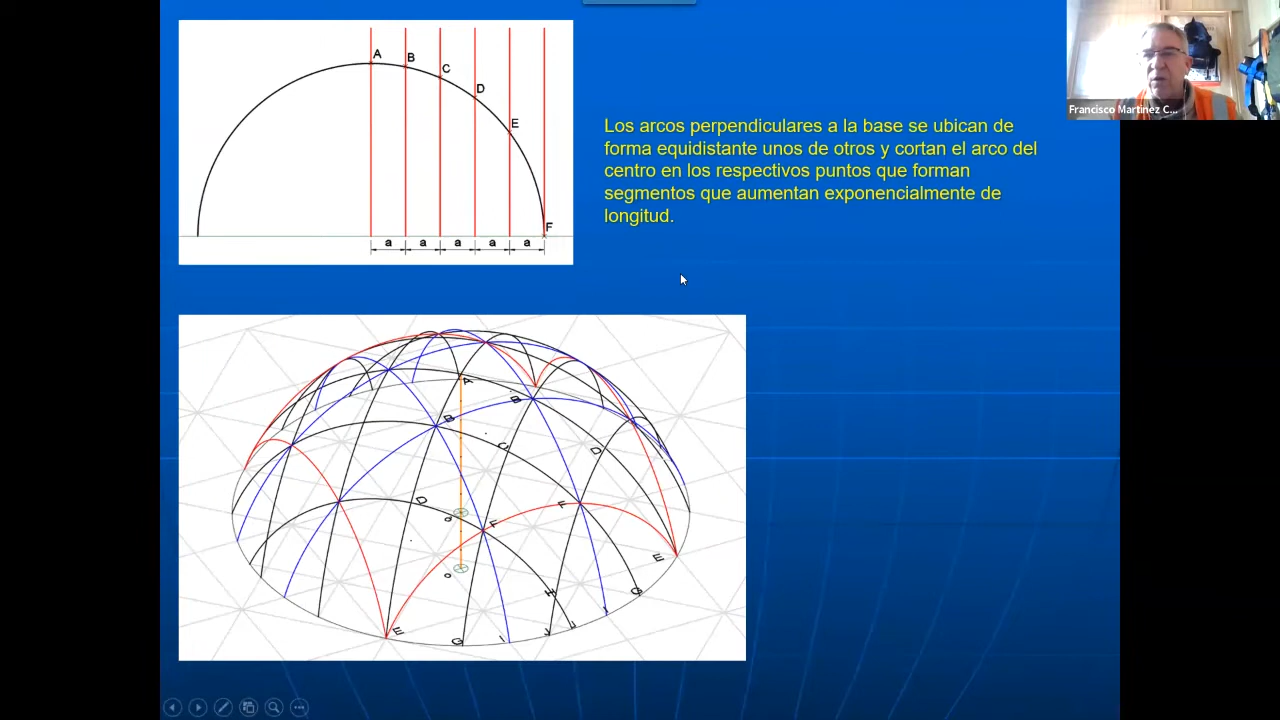 A
B
C
D
E
F
a a a a a
Los arcos perpendiculares a la base se ubican de
forma equidistante unos de otros y cortan el arco del
centro en los respectivos puntos que forman
segmentos que aumentan exponencialmente de
longitud.
Francisco Martinez C...
A
B
B
C
D
D
F
F
E
E
H
G
G
I
I
J
J
o